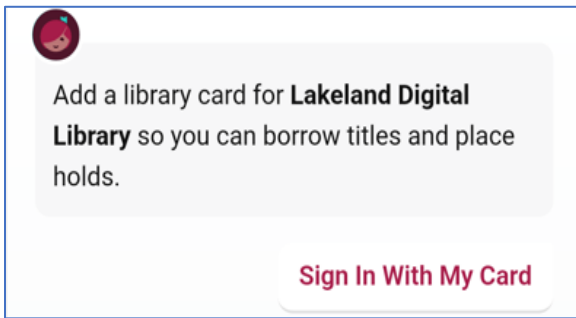 Add a library card for Lakeland Digital
Library so you can borrow titles and place
holds.
Sign In With My Card